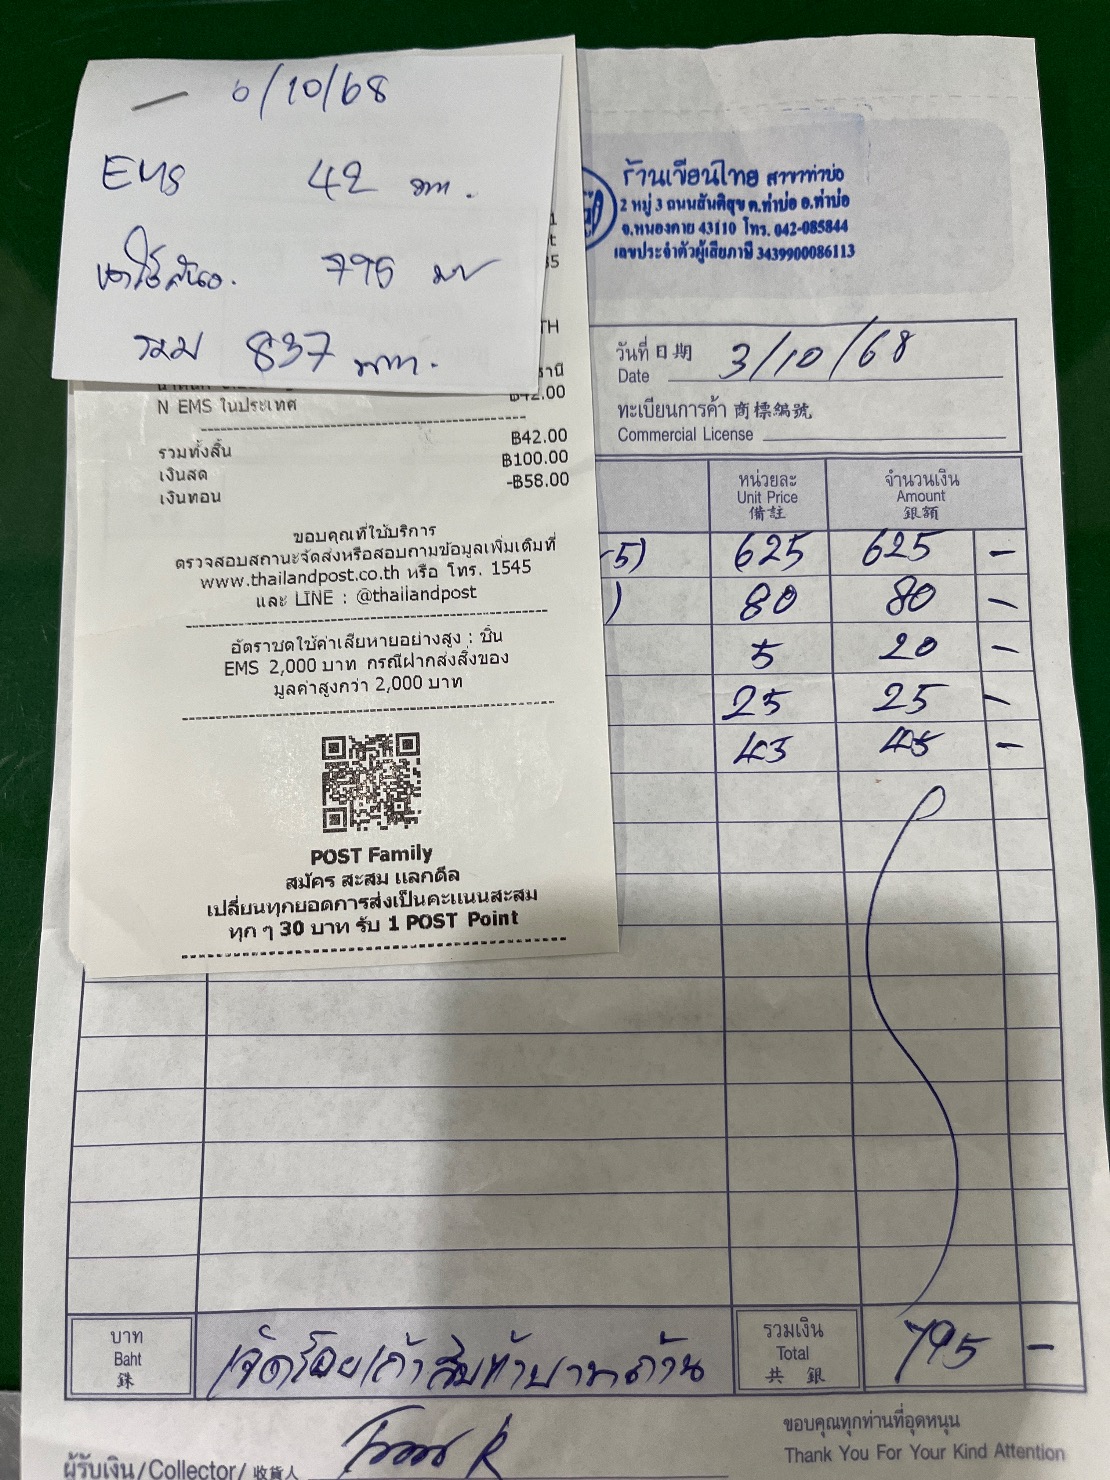 6/10/68
EMS 42 บาท.
795 บาท
รวม 837 บาท.
ร้านเขียนไทย สาขาท่าบ่อ
2 หมู่ 3 ถนนสันติสุข ต.ท่าบ่อ อ.ท่าบ่อ
จ.หนองคาย 43110 โทร. 042-085844
เลขประจำตัวผู้เสียภาษี 3439900086113
วันที่ 日期 3/10/68
Date
ทะเบียนการค้า 商標編號
Commercial License
฿42.00
N EMS ในประเทศ
รวมทั้งสิ้น ฿42.00
เงินสด ฿100.00
เงินทอน -฿58.00
ขอบคุณที่ใช้บริการ
ตรวจสอบสถานะจัดส่งหรือสอบถามข้อมูลเพิ่มเติมที่
www.thailandpost.co.th หรือ โทร. 1545
และ LINE : @thailandpost
อัตราชดใช้ค่าเสียหายอย่างสูง : ชิ้น
EMS 2,000 บาท กรณีฝากส่งสิ่งของ
มูลค่าสูงกว่า 2,000 บาท
POST Family
สมัคร สะสม แลกดีล
เปลี่ยนทุกยอดการส่งเป็นคะแนนสะสม
ทุก ๆ 30 บาท รับ 1 POST Point
หน่วยละ จำนวนเงิน
Unit Price Amount
備註 銀額
5) 625 625 –
) 80 80 –
5 20 –
25 25 –
45 45 –
บาท
Baht
銖
เจ็ดร้อยเก้าสิบห้าบาทถ้วน
รวมเงิน
Total
共 銀
795 –
ขอบคุณทุกท่านที่อุดหนุน
Thank You For Your Kind Attention
ผู้รับเงิน/Collector/收貨人